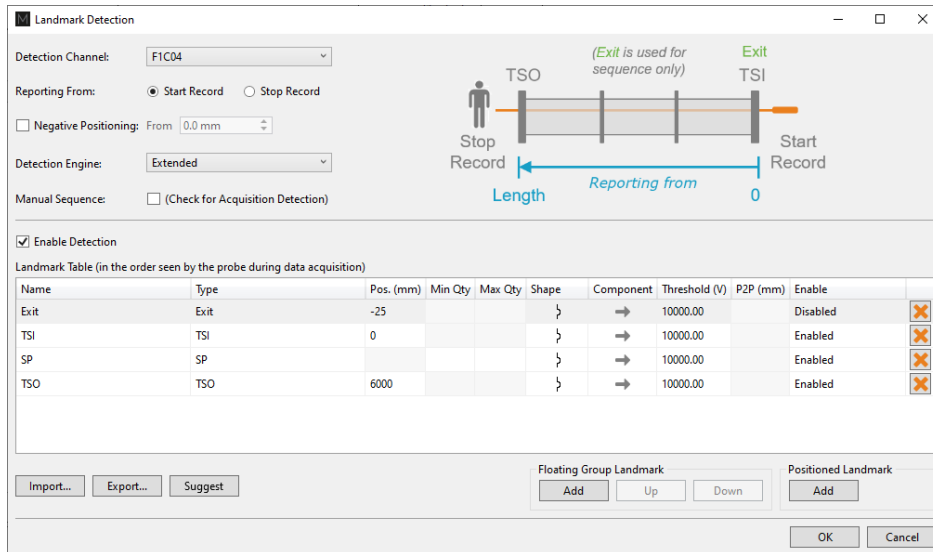 M Landmark Detection
Detection Channel: F1C04
Reporting From: Start Record Stop Record
Negative Positioning: From 0.0 mm
Detection Engine: Extended
Manual Sequence: (Check for Acquisition Detection)
(Exit is used for
sequence only)
Exit
TSO
TSI
Stop
Record
Start
Record
Reporting from
Length
0
Enable Detection
Landmark Table (in the order seen by the probe during data acquisition)
Name Type Pos. (mm) Min Qty Max Qty Shape Component Threshold (V) P2P (mm) Enable
Exit Exit -25 10000.00 Disabled
TSI TSI 0 10000.00 Enabled
SP SP 10000.00 Enabled
TSO TSO 6000 10000.00 Enabled
Import... Export... Suggest
Floating Group Landmark
Add Up Down
Positioned Landmark
Add
OK Cancel